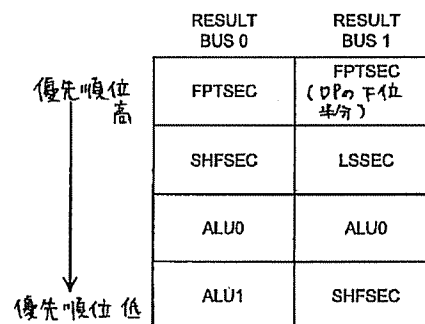 RESULT BUS 0
RESULT BUS 1
優先順位 高
FPTSEC
FPTSEC
(DPの下位
半分)
SHFSEC
LSSEC
ALU0
ALU0
優先順位 低
ALU1
SHFSEC